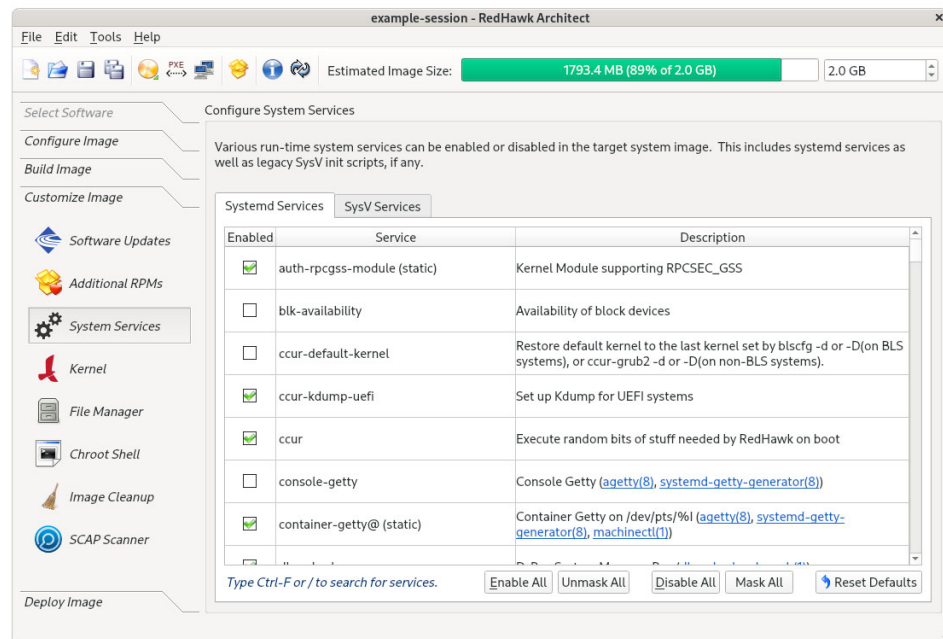 example-session - RedHawk Architect
File Edit Tools Help
PXE
Estimated Image Size: 1793.4 MB (89% of 2.0 GB) 2.0 GB
Select Software
Configure Image
Build Image
Customize Image
Software Updates
Additional RPMs
System Services
Kernel
File Manager
Chroot Shell
Image Cleanup
SCAP Scanner
Deploy Image
Configure System Services
Various run-time system services can be enabled or disabled in the target system image. This includes systemd services as
well as legacy SysV init scripts, if any.
Systemd Services SysV Services
Enabled Service Description
auth-rpcgss-module (static) Kernel Module supporting RPCSEC_GSS
blk-availability Availability of block devices
ccur-default-kernel Restore default kernel to the last kernel set by blscfg -d or -D(on BLS
systems), or ccur-grub2 -d or -D(on non-BLS systems).
ccur-kdump-uefi Set up Kdump for UEFI systems
ccur Execute random bits of stuff needed by RedHawk on boot
console-getty Console Getty (agetty(8), systemd-getty-generator(8))
container-getty@ (static) Container Getty on /dev/pts/%I (agetty(8), systemd-getty-
generator(8), machinectl(1))
Type Ctrl-F or / to search for services. Enable All Unmask All Disable All Mask All Reset Defaults